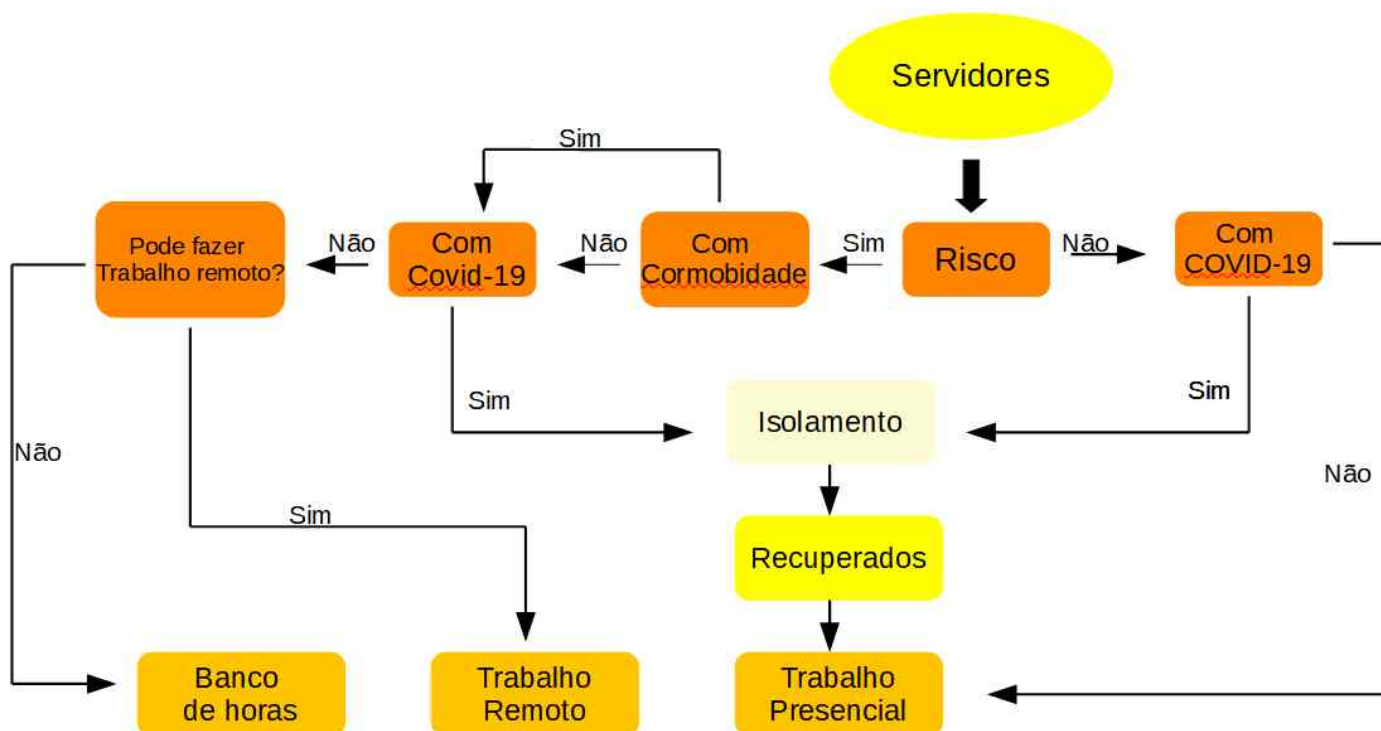 Servidores
Sim
Pode fazer
Trabalho remoto?
Não
Com
Covid-19
Não
Com
Cormobidade
Sim
Risco
Não
Com
COVID-19
Sim
Sim
Isolamento
Não
Não
Sim
Recuperados
Banco
de horas
Trabalho
Remoto
Trabalho
Presencial